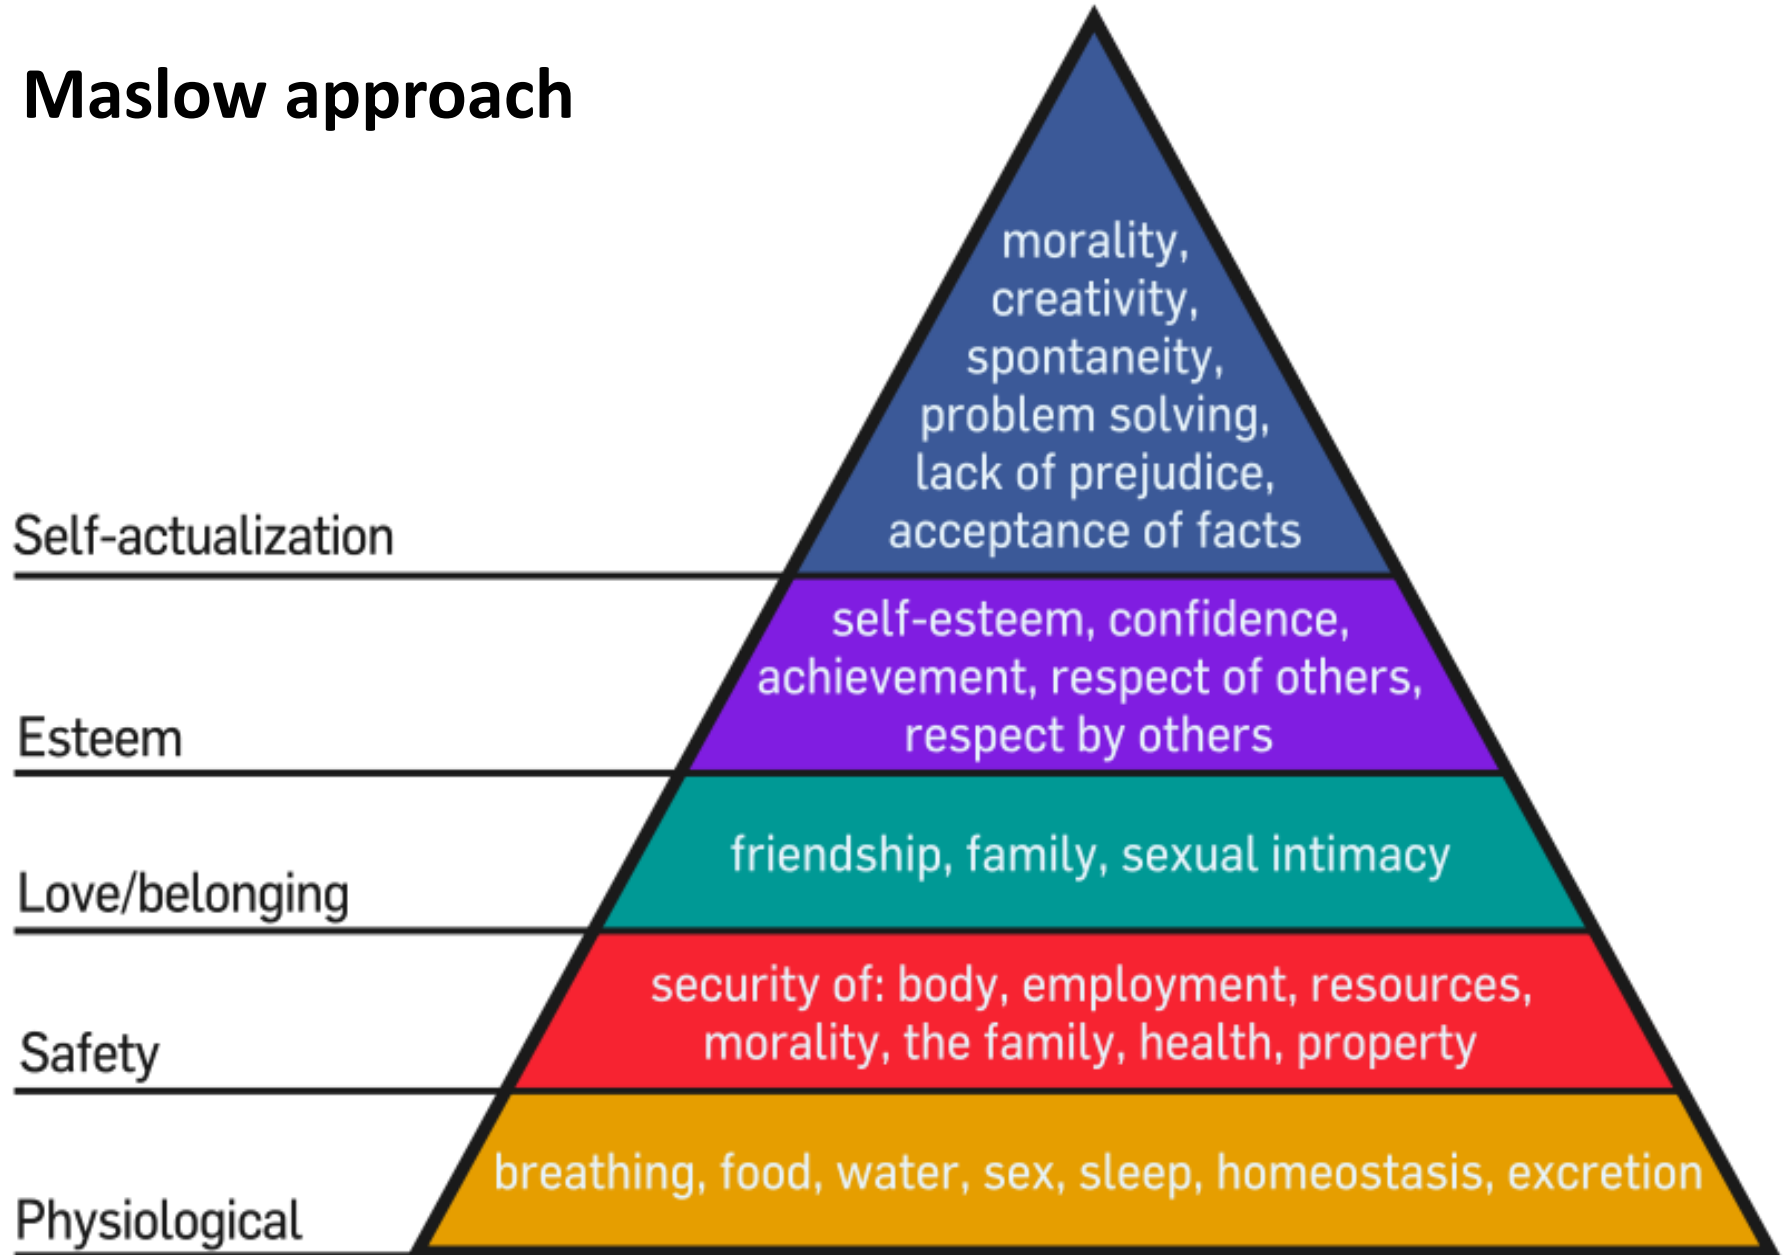 Maslow approach
morality,
creativity,
spontaneity,
problem solving,
lack of prejudice,
acceptance of facts
Self-actualization
self-esteem, confidence,
achievement, respect of others,
respect by others
Esteem
friendship, family, sexual intimacy
Love/belonging
security of: body, employment, resources,
morality, the family, health, property
Safety
breathing, food, water, sex, sleep, homeostasis, excretion
Physiological